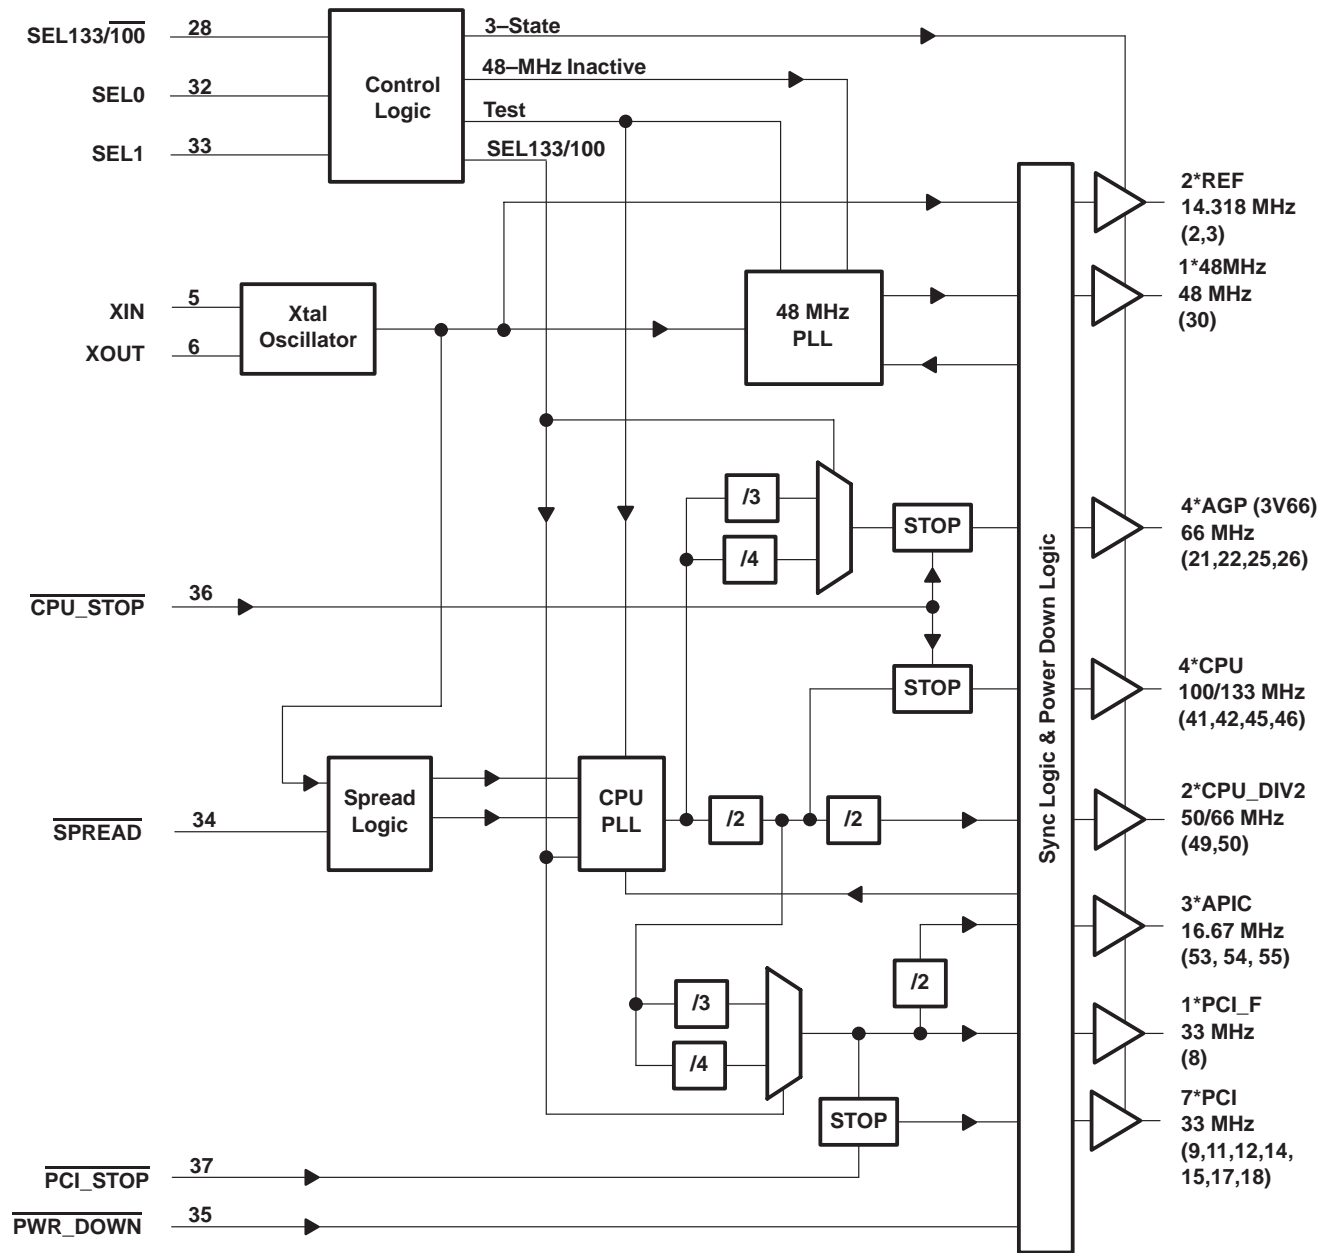 SEL133/100
28
SEL0
32
SEL1
33
Control
Logic
3–State
48–MHz Inactive
Test
SEL133/100
XIN
5
XOUT
6
Xtal
Oscillator
48 MHz
PLL
2*REF
14.318 MHz
(2,3)
1*48MHz
48 MHz
(30)
/3
/4
STOP
4*AGP (3V66)
66 MHz
(21,22,25,26)
CPU_STOP
36
STOP
4*CPU
100/133 MHz
(41,42,45,46)
Sync Logic & Power Down Logic
Spread
Logic
CPU
PLL
/2
/2
2*CPU_DIV2
50/66 MHz
(49,50)
SPREAD
34
3*APIC
16.67 MHz
(53, 54, 55)
/2
/3
/4
1*PCI_F
33 MHz
(8)
STOP
7*PCI
33 MHz
(9,11,12,14,
15,17,18)
PCI_STOP
37
PWR_DOWN
35